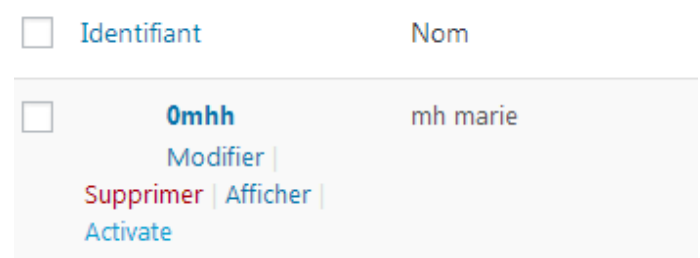 Identifiant Nom
0mhh mh marie
Modifier |
Supprimer | Afficher |
Activate